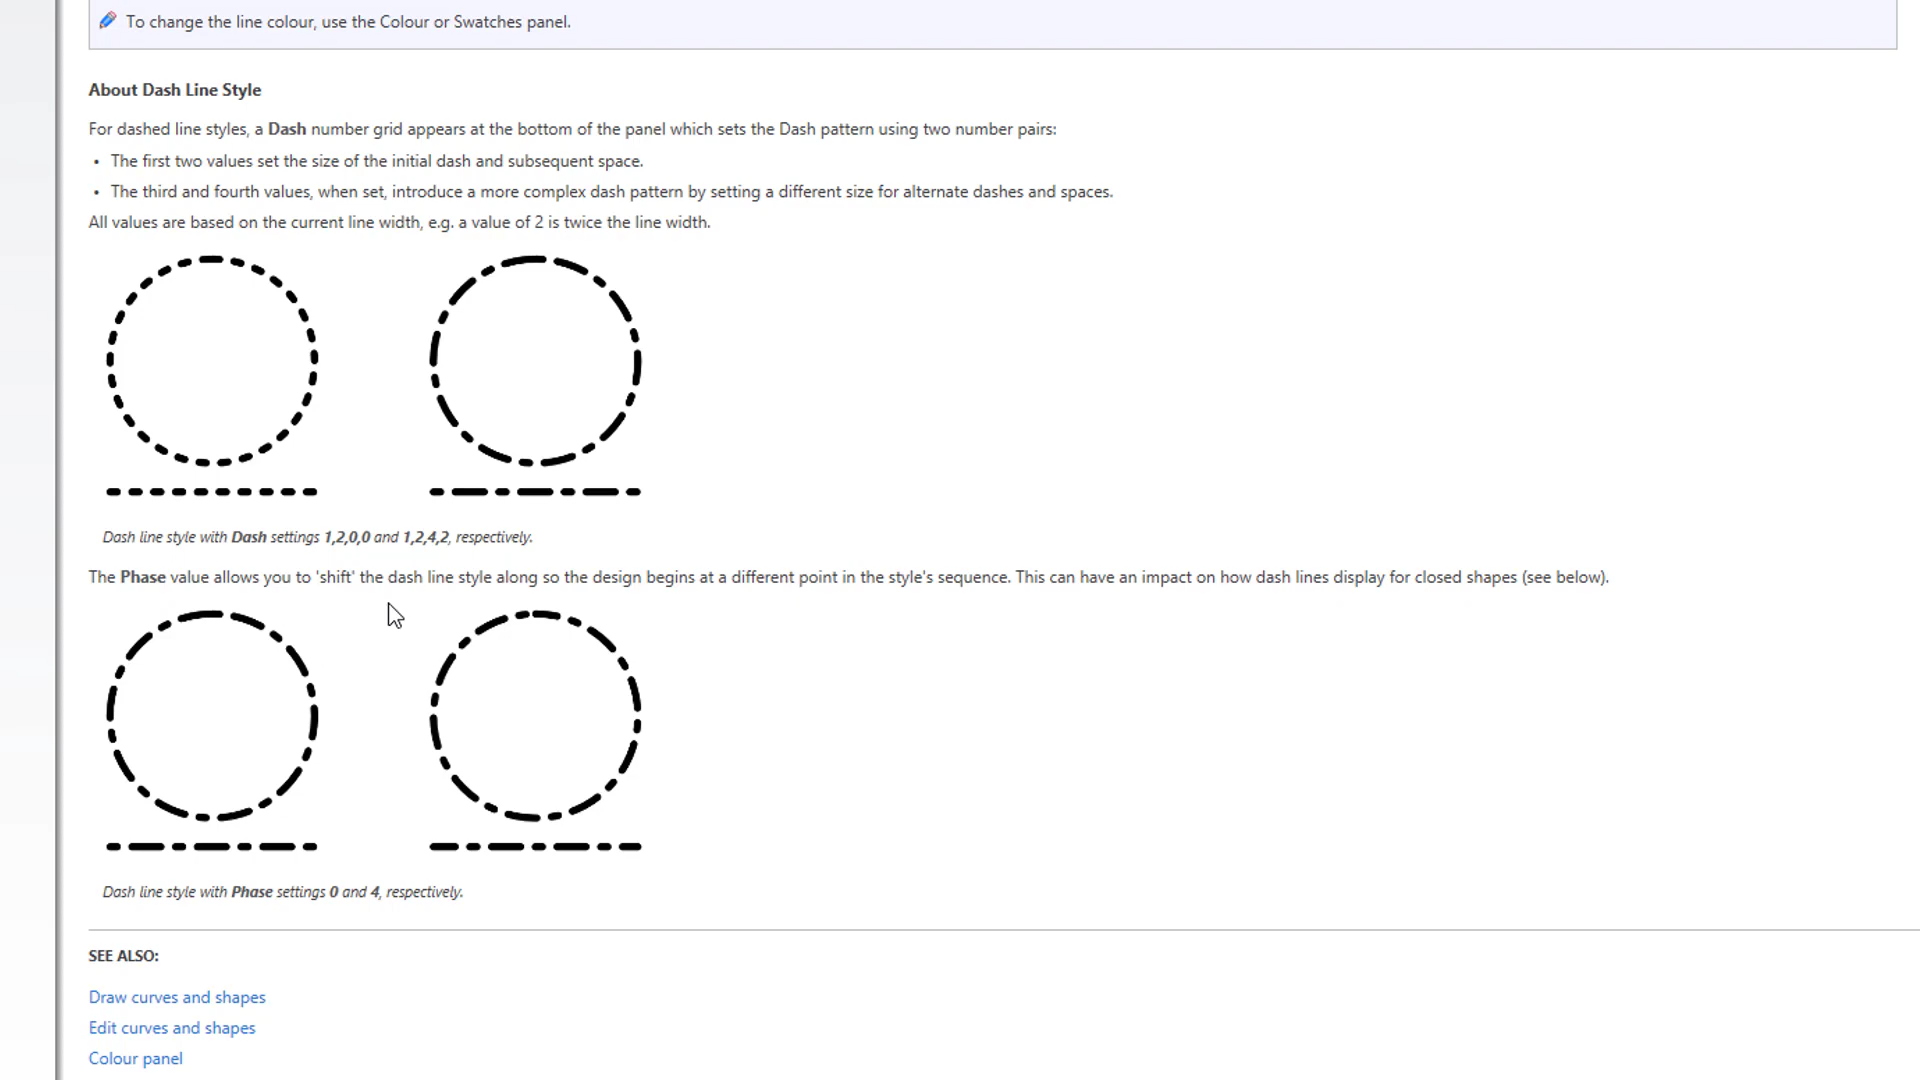 To change the line colour, use the Colour or Swatches panel.
About Dash Line Style
For dashed line styles, a Dash number grid appears at the bottom of the panel which sets the Dash pattern using two number pairs:
• The first two values set the size of the initial dash and subsequent space.
• The third and fourth values, when set, introduce a more complex dash pattern by setting a different size for alternate dashes and spaces.
All values are based on the current line width, e.g. a value of 2 is twice the line width.
Dash line style with Dash settings 1,2,0,0 and 1,2,4,2, respectively.
The Phase value allows you to 'shift' the dash line style along so the design begins at a different point in the style's sequence. This can have an impact on how dash lines display for closed shapes (see below).
Dash line style with Phase settings 0 and 4, respectively.
SEE ALSO:
Draw curves and shapes
Edit curves and shapes
Colour panel